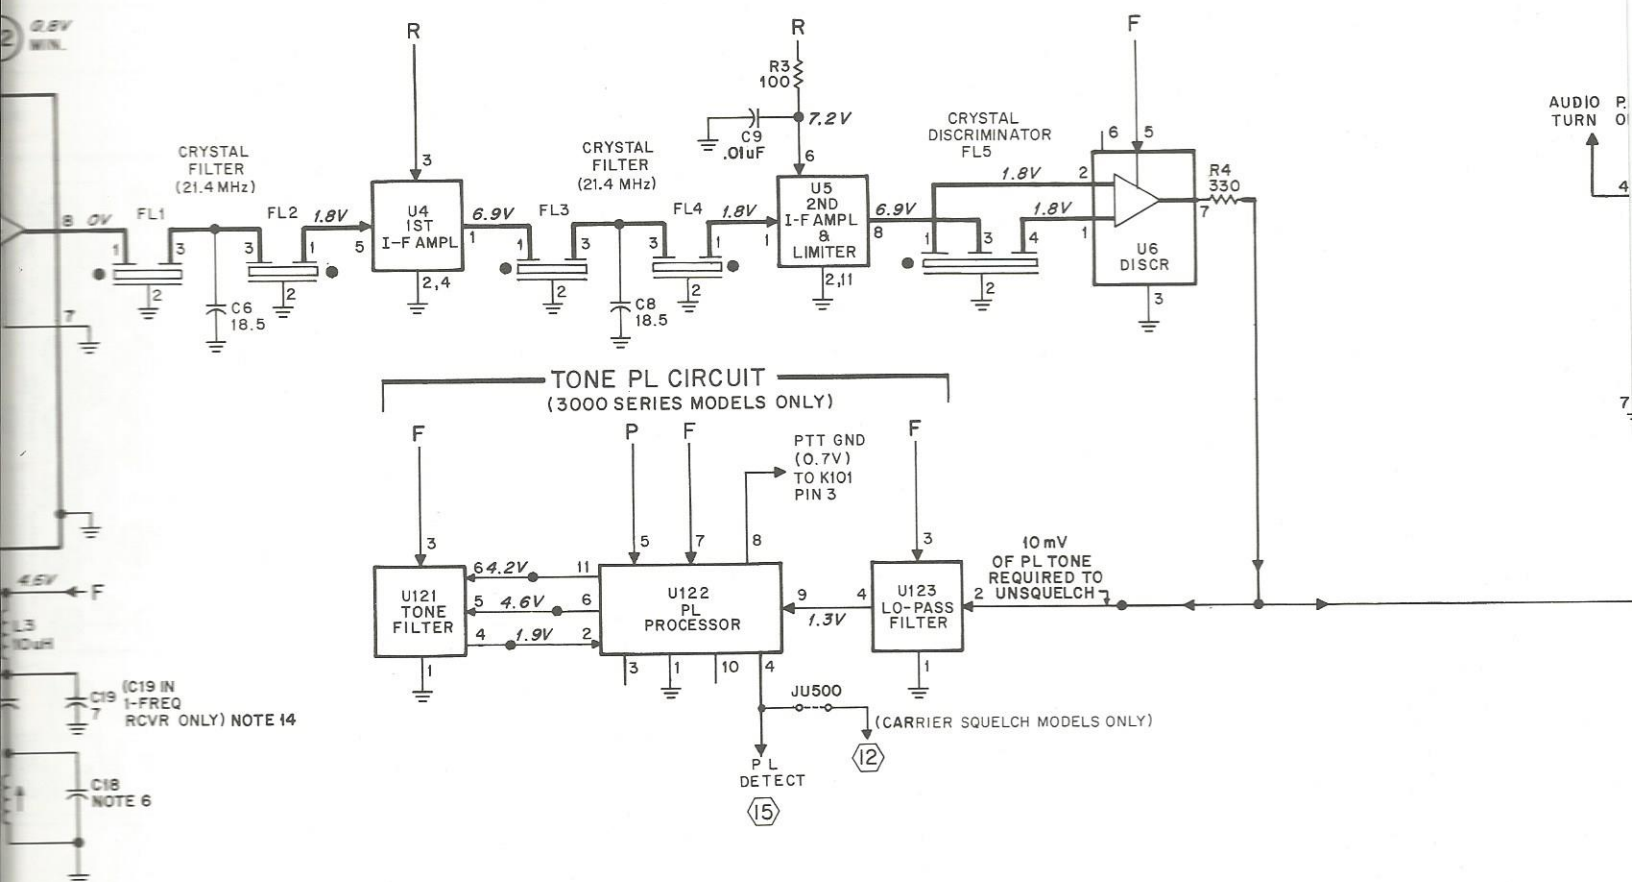 2
0.8V
MIN.
R
R
F
R3
100
7.2V
C9
.01uF
AUDIO P.
TURN O
CRYSTAL
FILTER
(21.4 MHz)
CRYSTAL
FILTER
(21.4 MHz)
CRYSTAL
DISCRIMINATOR
FL5
3
6
6
5
4
8
0V
FL1
FL2
1.8V
U4
1ST
I-F AMPL
6.9V
FL3
FL4
1.8V
U5
2ND
I-F AMPL
&
LIMITER
6.9V
1.8V
2
1.8V
1
U6
DISCR
7
R4
330
1
3
3
1
5
1
1
3
3
1
1
8
1
3
4
2
2
2,4
2
2
2,11
2
3
7
C6
18.5
C8
18.5
7
TONE PL CIRCUIT
(3000 SERIES MODELS ONLY)
F
P
F
F
PTT GND
(0.7V)
TO K101
PIN 3
3
5
7
8
3
10mV
OF PL TONE
REQUIRED TO
UNSQUELCH
4.6V
F
U121
TONE
FILTER
6
4.2V
11
5
4.6V
6
4
1.9V
2
U122
PL
PROCESSOR
9
4
1.3V
U123
LO-PASS
FILTER
2
L3
10uH
1
3
1
10
4
1
C19
7
(C19 IN
1-FREQ
RCVR ONLY) NOTE 14
JU500
(CARRIER SQUELCH MODELS ONLY)
12
PL
DETECT
15
C18
NOTE 6